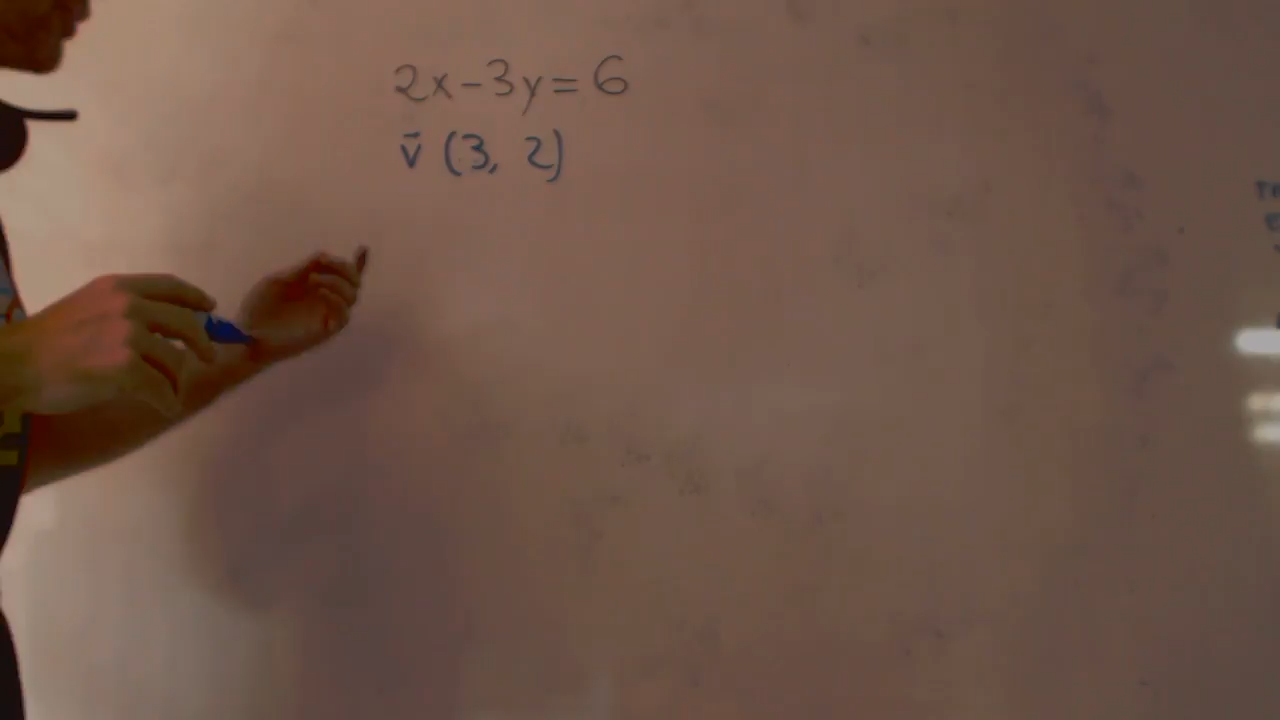 2x-3y=6
v̄ (3, 2)